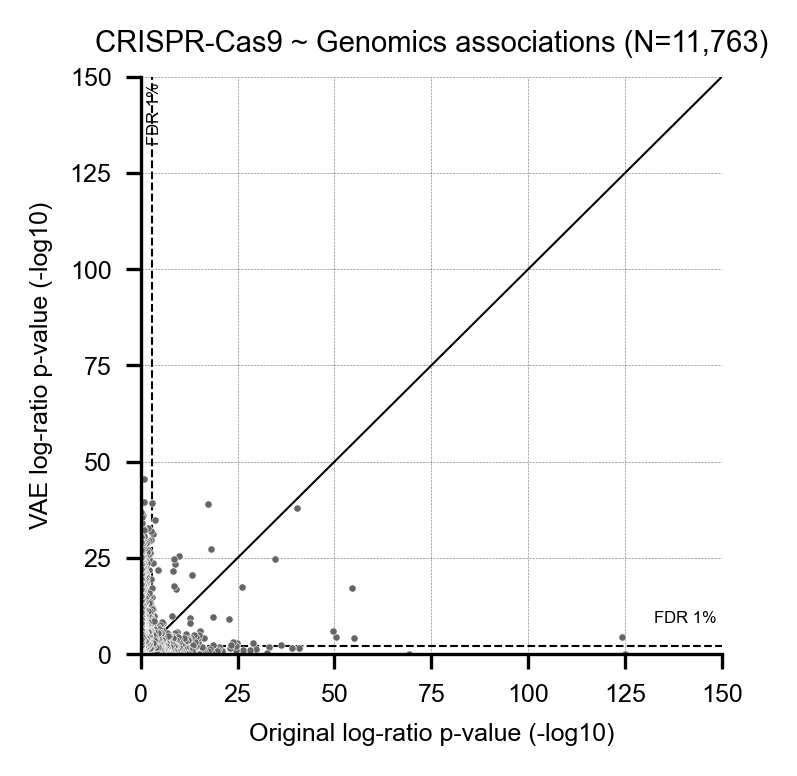 CRISPR-Cas9 ~ Genomics associations (N=11,763)
150
FDR 1%
125
100
75
50
25
0
VAE log-ratio p-value (-log10)
FDR 1%
0 25 50 75 100 125 150
Original log-ratio p-value (-log10)